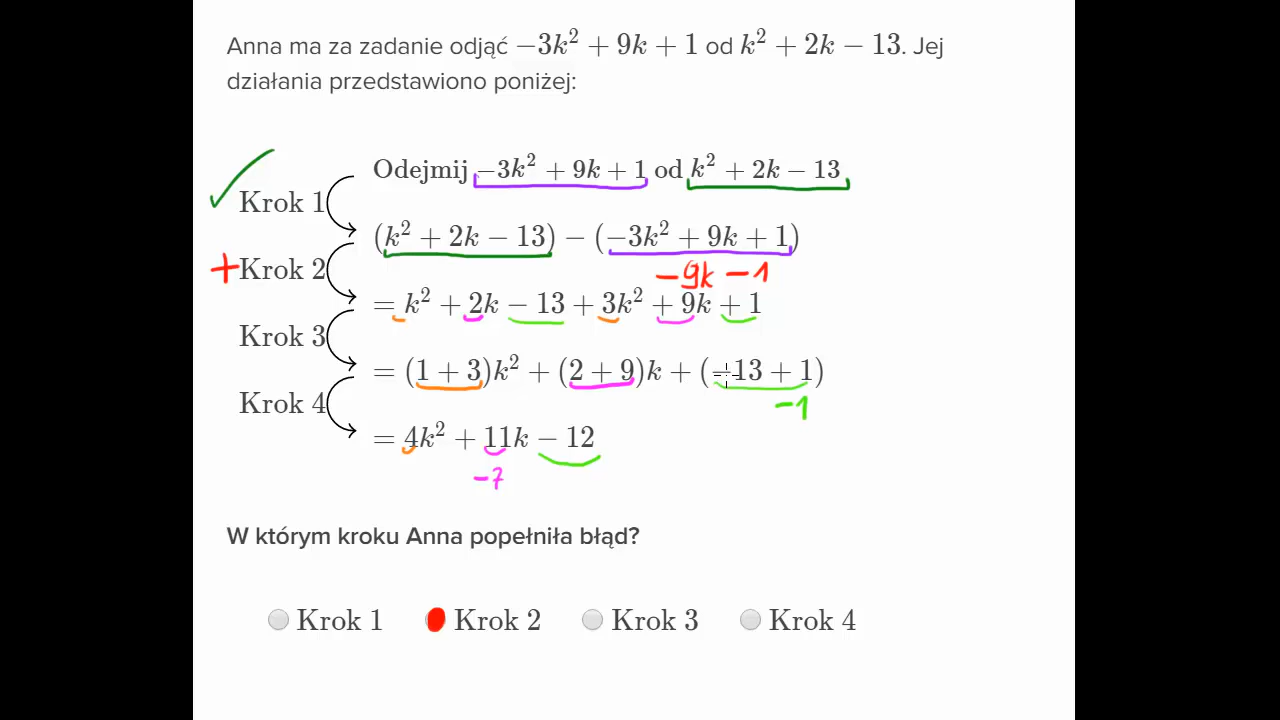 Anna ma za zadanie odjąć −3k² + 9k + 1 od k² + 2k − 13. Jej
działania przedstawiono poniżej:
Odejmij −3k² + 9k + 1 od k² + 2k − 13
Krok 1
(k² + 2k − 13) − (−3k² + 9k + 1)
+ Krok 2
−9k −1
= k² + 2k − 13 + 3k² + 9k + 1
Krok 3
= (1 + 3)k² + (2 + 9)k + (−13 + 1)
Krok 4
−1
= 4k² + 11k − 12
−7
W którym kroku Anna popełniła błąd?
Krok 1 Krok 2 Krok 3 Krok 4